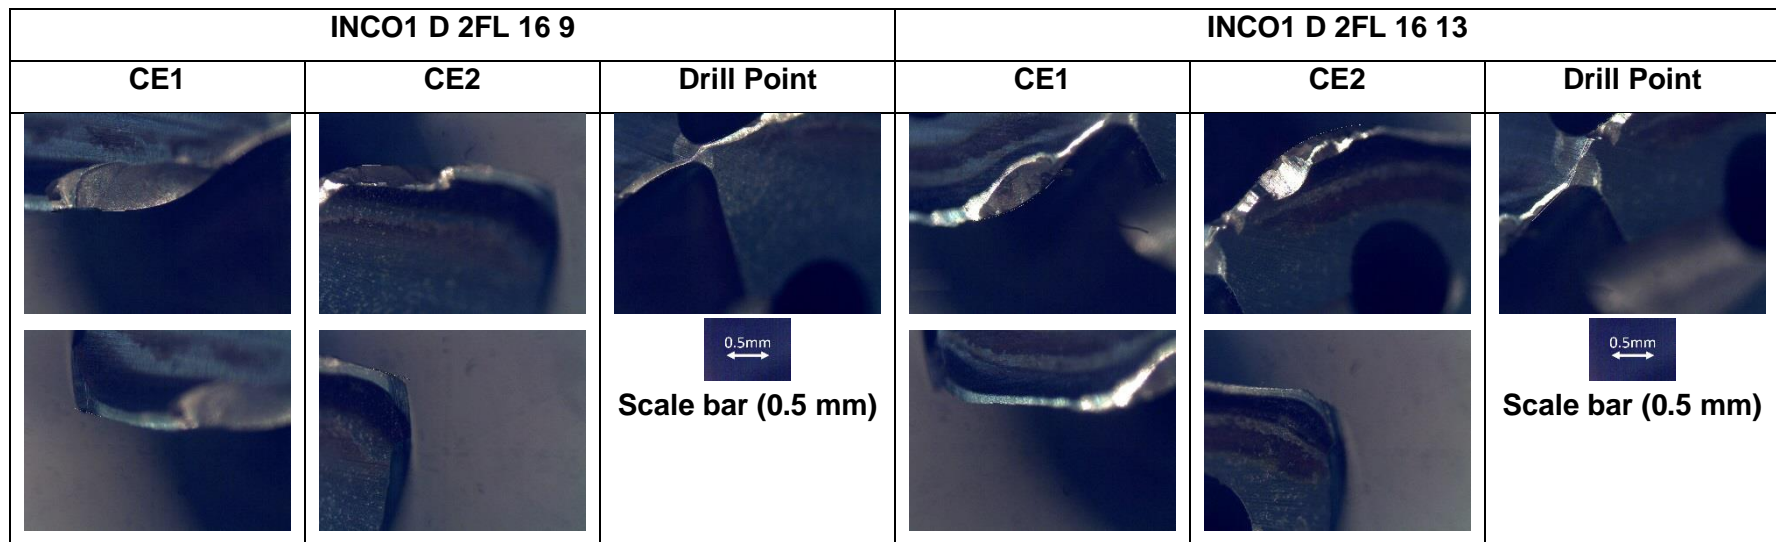 INCO1 D 2FL 16 9
INCO1 D 2FL 16 13
CE1
CE2
Drill Point
CE1
CE2
Drill Point
0.5mm
Scale bar (0.5 mm)
0.5mm
Scale bar (0.5 mm)